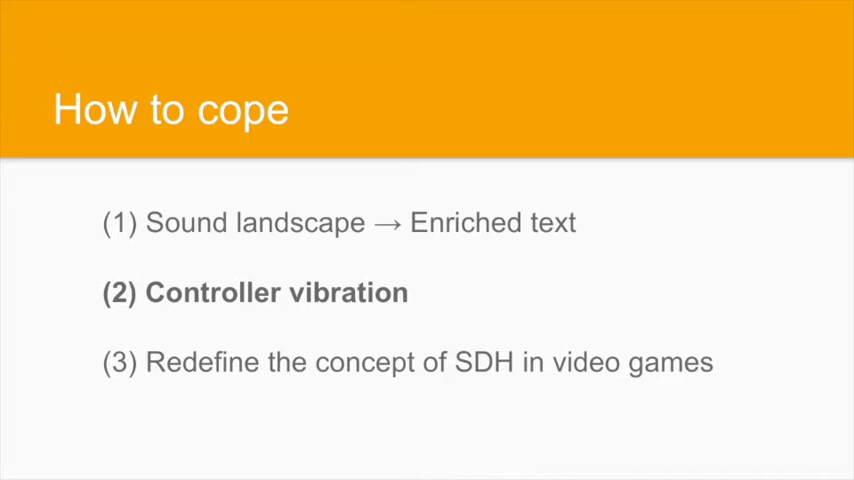 How to cope
(1) Sound landscape → Enriched text
(2) Controller vibration
(3) Redefine the concept of SDH in video games